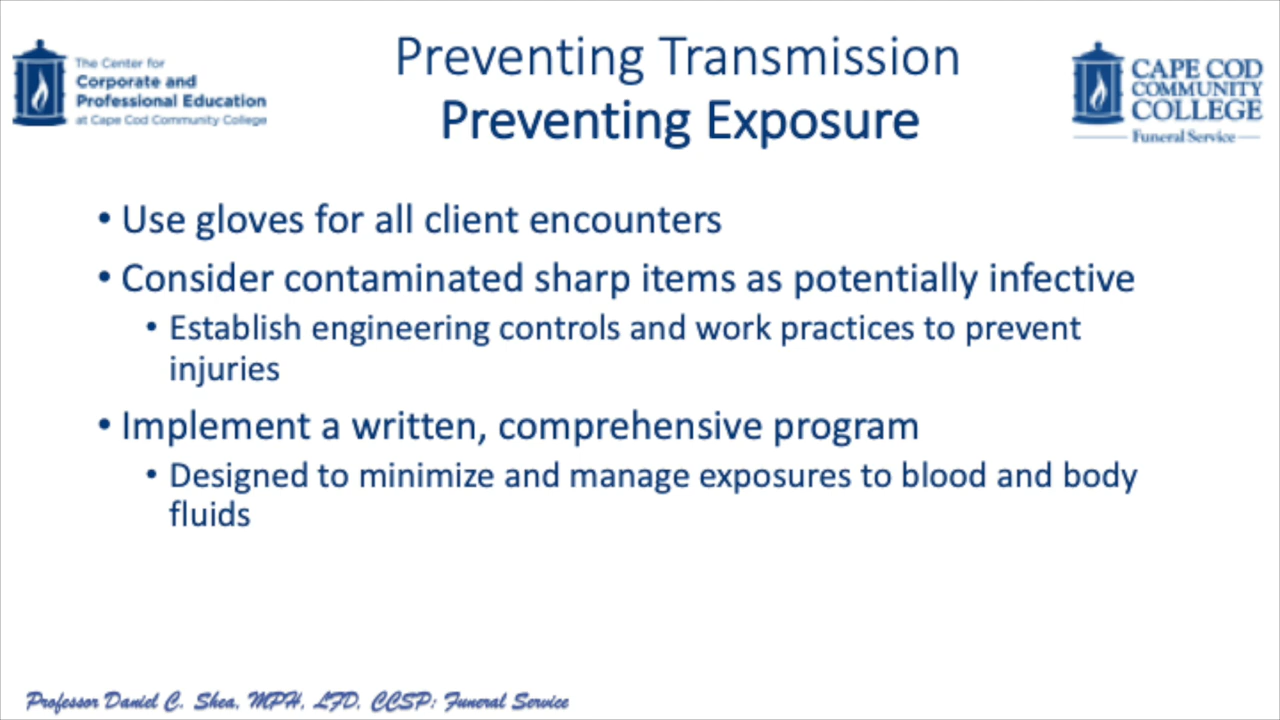 The Center for
Corporate and
Professional Education
at Cape Cod Community College
Preventing Transmission
Preventing Exposure
CAPE COD
COMMUNITY
COLLEGE
Funeral Service
• Use gloves for all client encounters
• Consider contaminated sharp items as potentially infective
• Establish engineering controls and work practices to prevent
injuries
• Implement a written, comprehensive program
• Designed to minimize and manage exposures to blood and body
fluids
Professor Daniel C. Shea, MPH, LFD, CCSP: Funeral Service